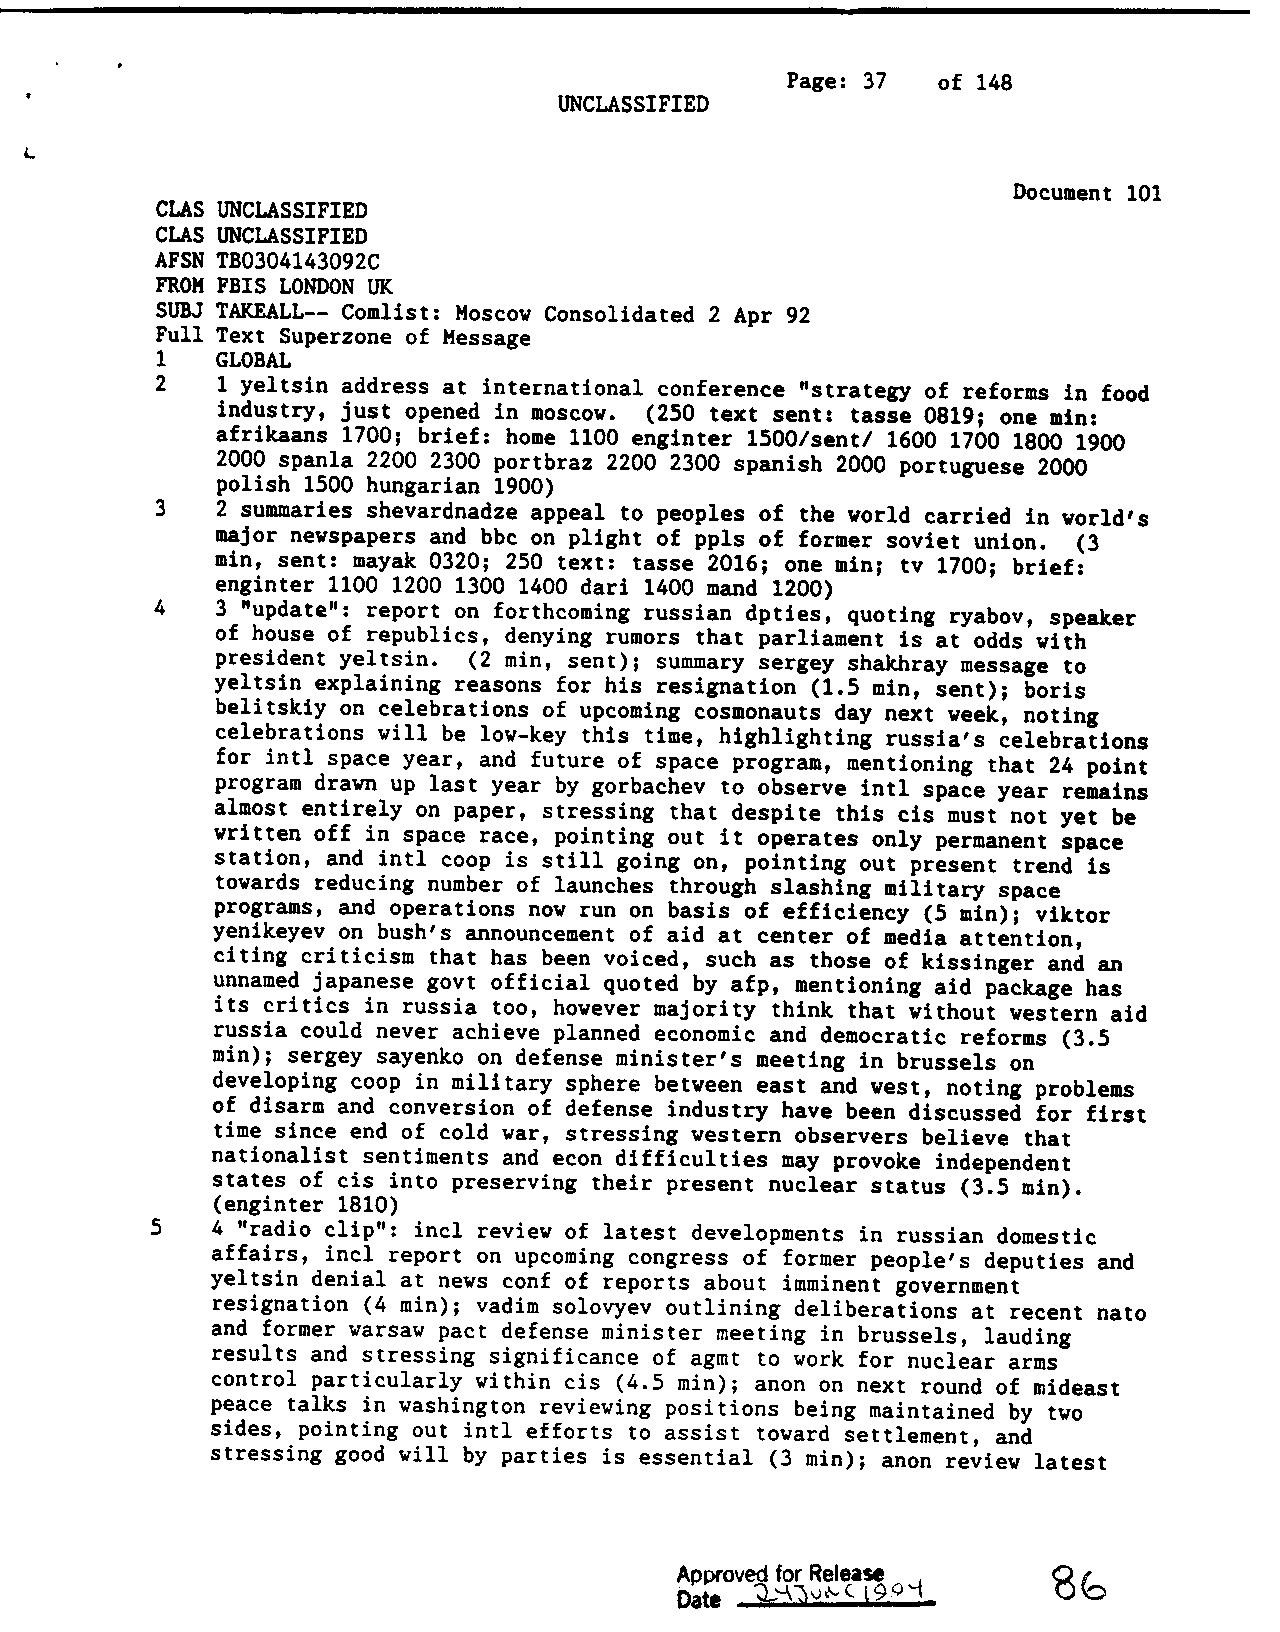 Page: 37 of 148
UNCLASSIFIED
Document 101
CLAS UNCLASSIFIED
CLAS UNCLASSIFIED
AFSN TB0304143092C
FROM FBIS LONDON UK
SUBJ TAKEALL-- Comlist: Moscow Consolidated 2 Apr 92
Full Text Superzone of Message
1 GLOBAL
2 1 yeltsin address at international conference "strategy of reforms in food
industry, just opened in moscow. (250 text sent: tasse 0819; one min:
afrikaans 1700; brief: home 1100 enginter 1500/sent/ 1600 1700 1800 1900
2000 spanla 2200 2300 portbraz 2200 2300 spanish 2000 portuguese 2000
polish 1500 hungarian 1900)
3 2 summaries shevardnadze appeal to peoples of the world carried in world's
major newspapers and bbc on plight of ppls of former soviet union. (3
min, sent: mayak 0320; 250 text: tasse 2016; one min; tv 1700; brief:
enginter 1100 1200 1300 1400 dari 1400 mand 1200)
4 3 "update": report on forthcoming russian dpties, quoting ryabov, speaker
of house of republics, denying rumors that parliament is at odds with
president yeltsin. (2 min, sent); summary sergey shakhray message to
yeltsin explaining reasons for his resignation (1.5 min, sent); boris
belitskiy on celebrations of upcoming cosmonauts day next week, noting
celebrations will be low-key this time, highlighting russia's celebrations
for intl space year, and future of space program, mentioning that 24 point
program drawn up last year by gorbachev to observe intl space year remains
almost entirely on paper, stressing that despite this cis must not yet be
written off in space race, pointing out it operates only permanent space
station, and intl coop is still going on, pointing out present trend is
towards reducing number of launches through slashing military space
programs, and operations now run on basis of efficiency (5 min); viktor
yenikeyev on bush's announcement of aid at center of media attention,
citing criticism that has been voiced, such as those of kissinger and an
unnamed japanese govt official quoted by afp, mentioning aid package has
its critics in russia too, however majority think that without western aid
russia could never achieve planned economic and democratic reforms (3.5
min); sergey sayenko on defense minister's meeting in brussels on
developing coop in military sphere between east and west, noting problems
of disarm and conversion of defense industry have been discussed for first
time since end of cold war, stressing western observers believe that
nationalist sentiments and econ difficulties may provoke independent
states of cis into preserving their present nuclear status (3.5 min).
(enginter 1810)
5 4 "radio clip": incl review of latest developments in russian domestic
affairs, incl report on upcoming congress of former people's deputies and
yeltsin denial at news conf of reports about imminent government
resignation (4 min); vadim solovyev outlining deliberations at recent nato
and former warsaw pact defense minister meeting in brussels, lauding
results and stressing significance of agmt to work for nuclear arms
control particularly within cis (4.5 min); anon on next round of mideast
peace talks in washington reviewing positions being maintained by two
sides, pointing out intl efforts to assist toward settlement, and
stressing good will by parties is essential (3 min); anon review latest
Approved for Release
Date 24 JUNE 1994
86